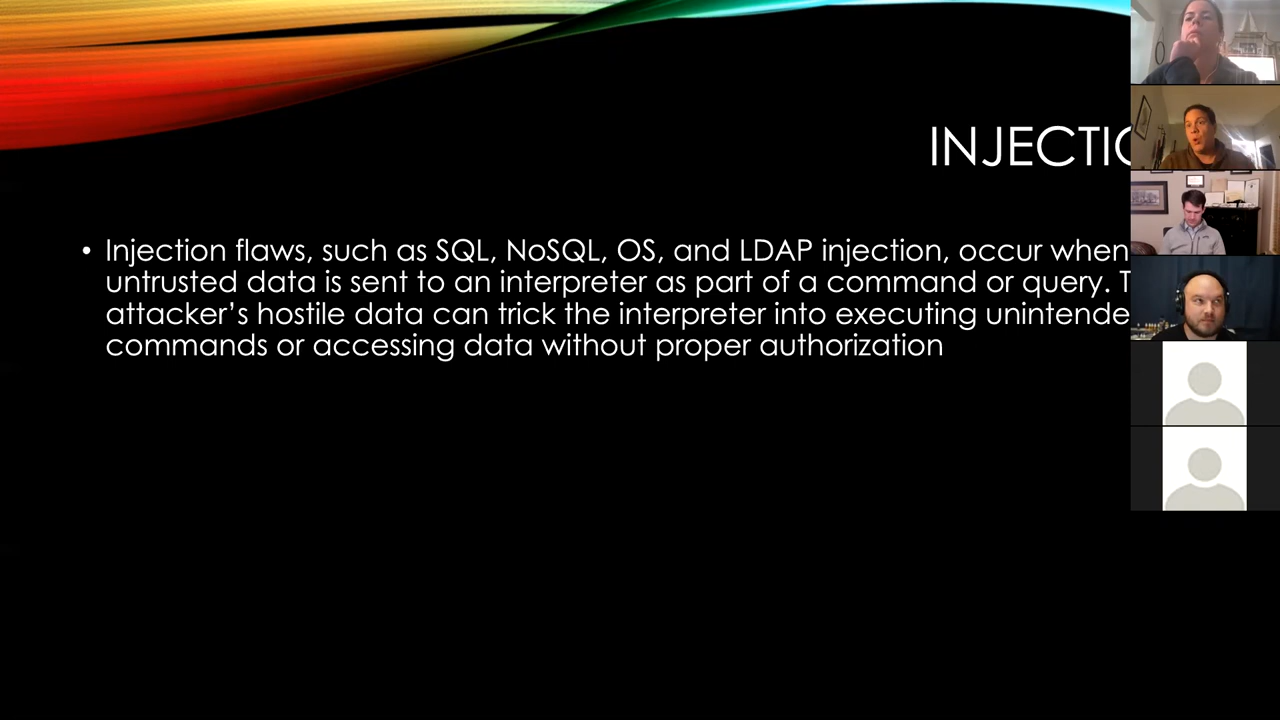 INJECTIO
• Injection flaws, such as SQL, NoSQL, OS, and LDAP injection, occur when
untrusted data is sent to an interpreter as part of a command or query. T
attacker’s hostile data can trick the interpreter into executing unintende
commands or accessing data without proper authorization